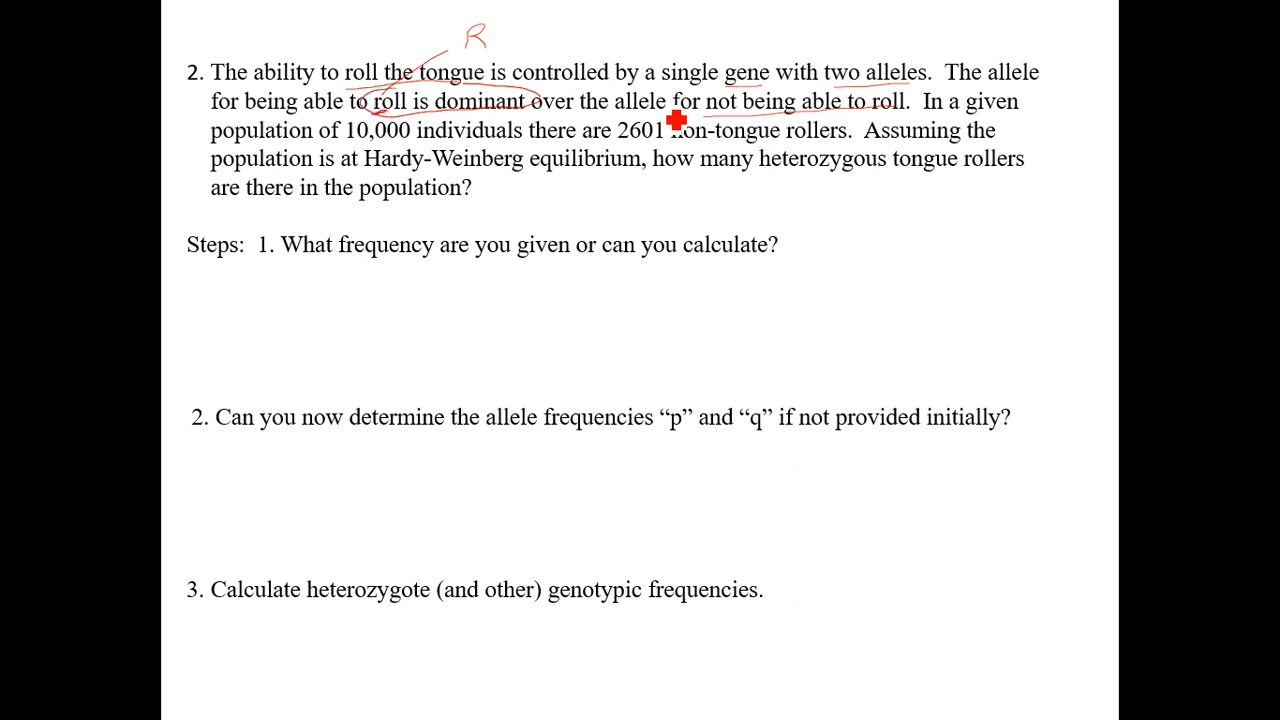 R
2. The ability to roll the tongue is controlled by a single gene with two alleles. The allele
for being able to roll is dominant over the allele for not being able to roll. In a given
population of 10,000 individuals there are 2601 non-tongue rollers. Assuming the
population is at Hardy-Weinberg equilibrium, how many heterozygous tongue rollers
are there in the population?
Steps: 1. What frequency are you given or can you calculate?
2. Can you now determine the allele frequencies “p” and “q” if not provided initially?
3. Calculate heterozygote (and other) genotypic frequencies.